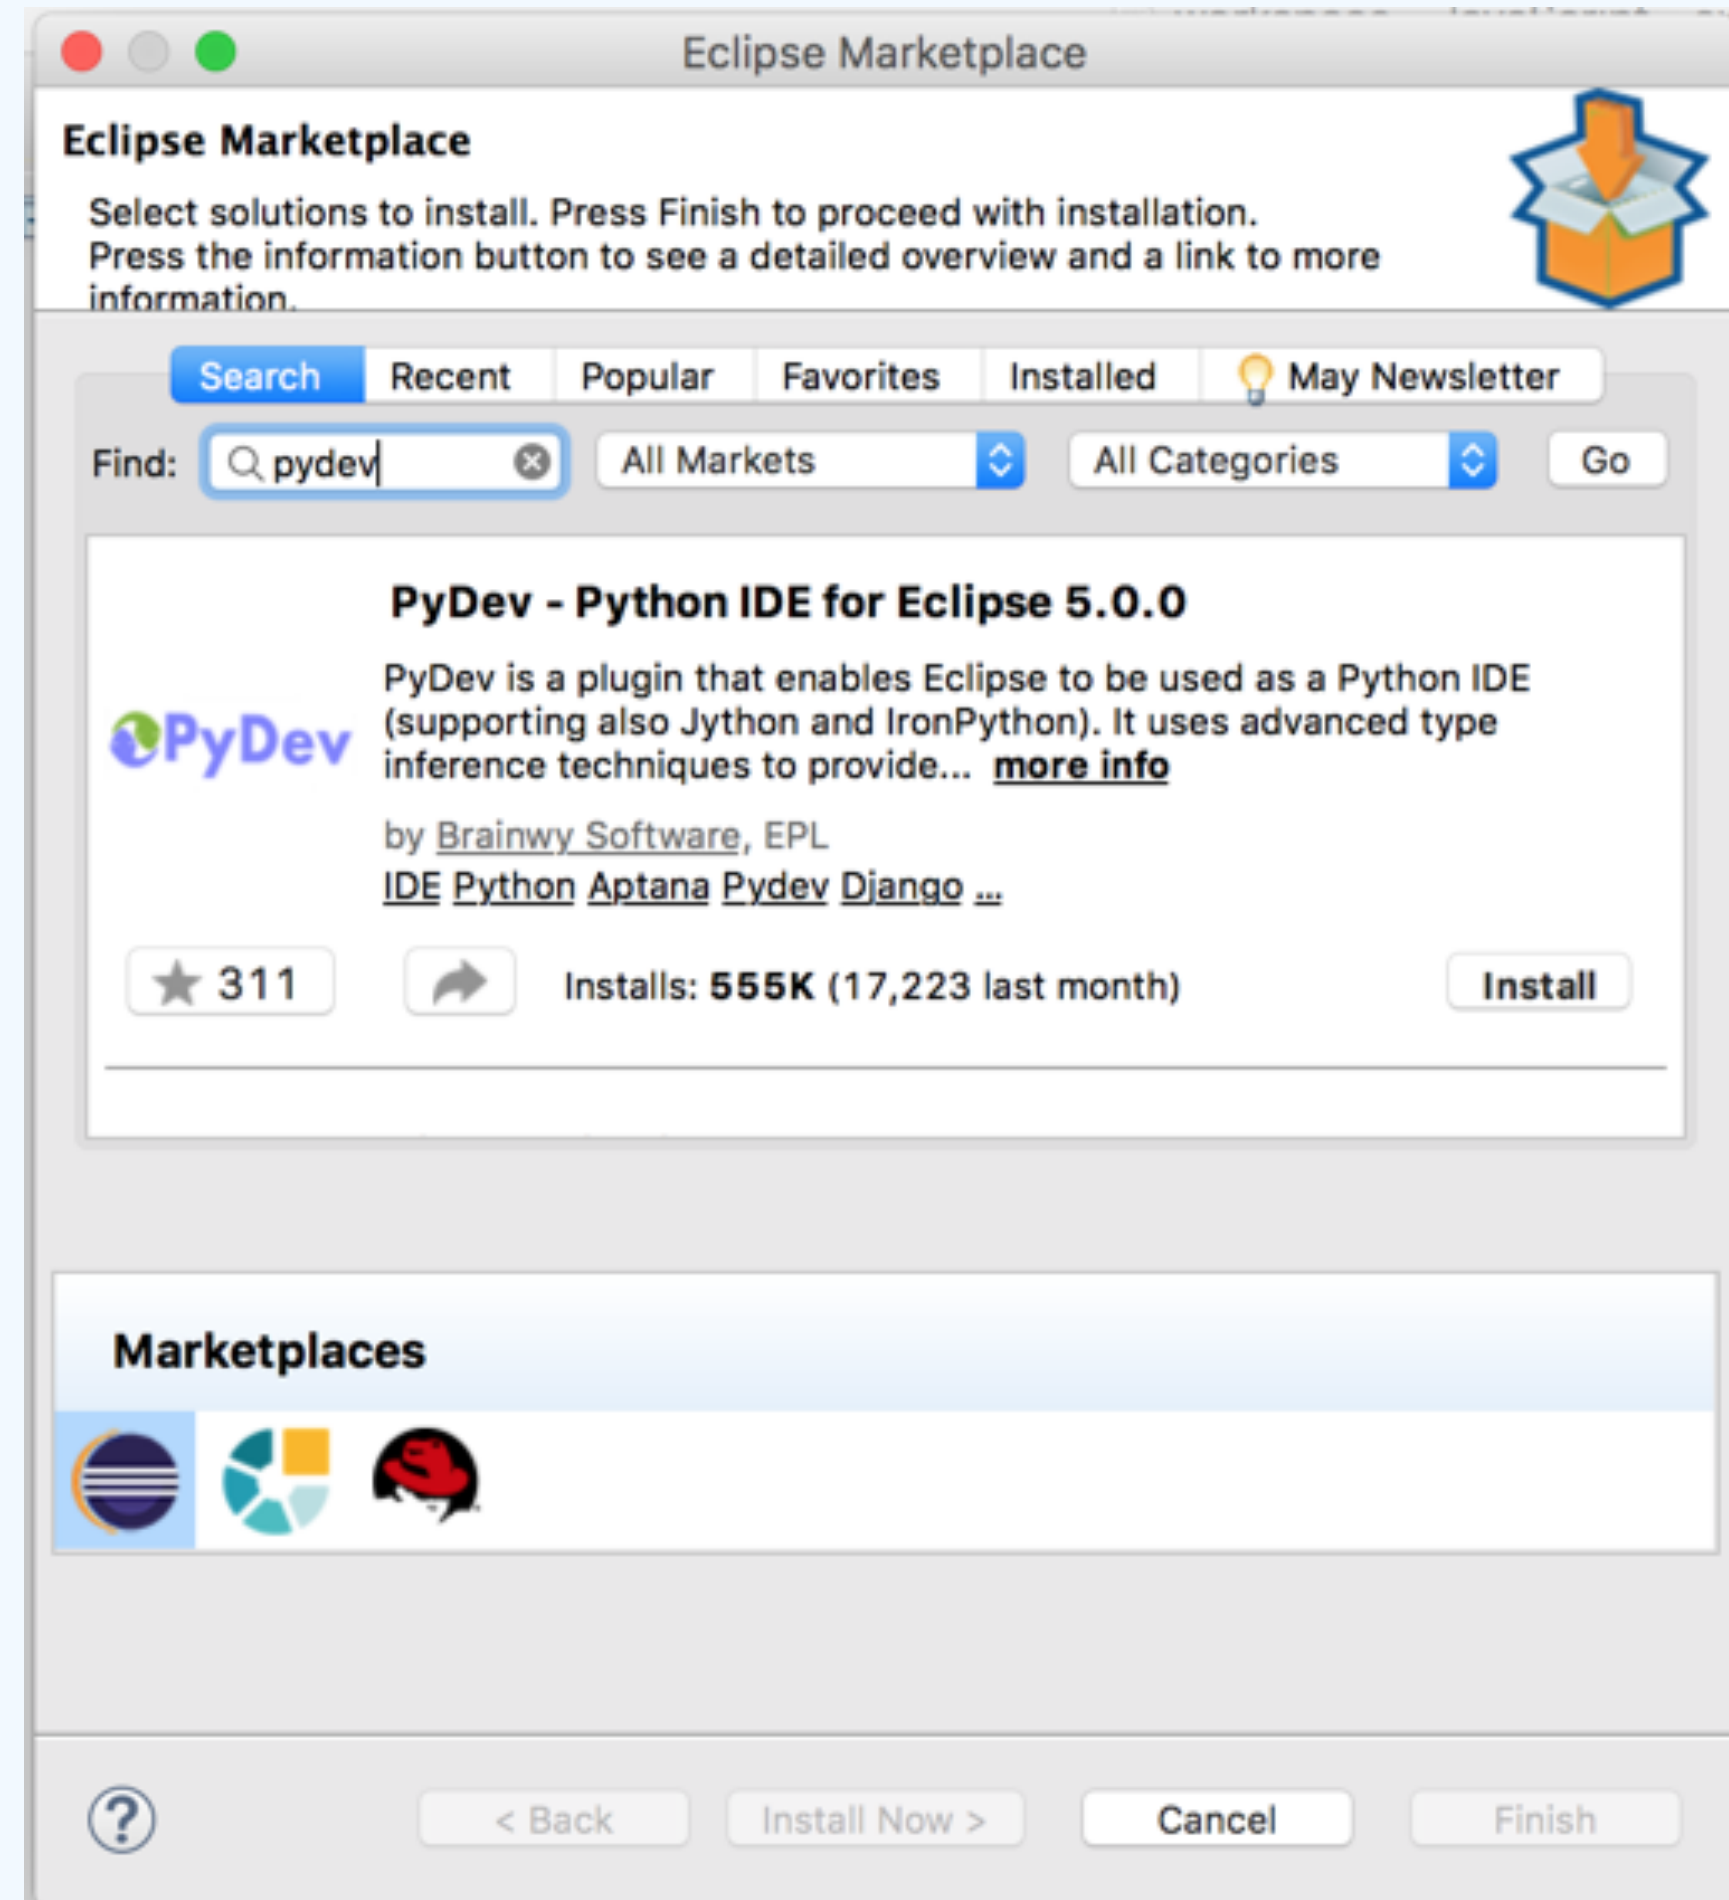 Eclipse Marketplace
Eclipse Marketplace
Select solutions to install. Press Finish to proceed with installation.
Press the information button to see a detailed overview and a link to more
information.
Search Recent Popular Favorites Installed May Newsletter
Find: pydev All Markets All Categories Go
PyDev - Python IDE for Eclipse 5.0.0
PyDev is a plugin that enables Eclipse to be used as a Python IDE
(supporting also Jython and IronPython). It uses advanced type
inference techniques to provide... more info
PyDev
by Brainwy Software, EPL
IDE Python Aptana Pydev Django ...
311 Installs: 555K (17,223 last month) Install
Marketplaces
? < Back Install Now > Cancel Finish